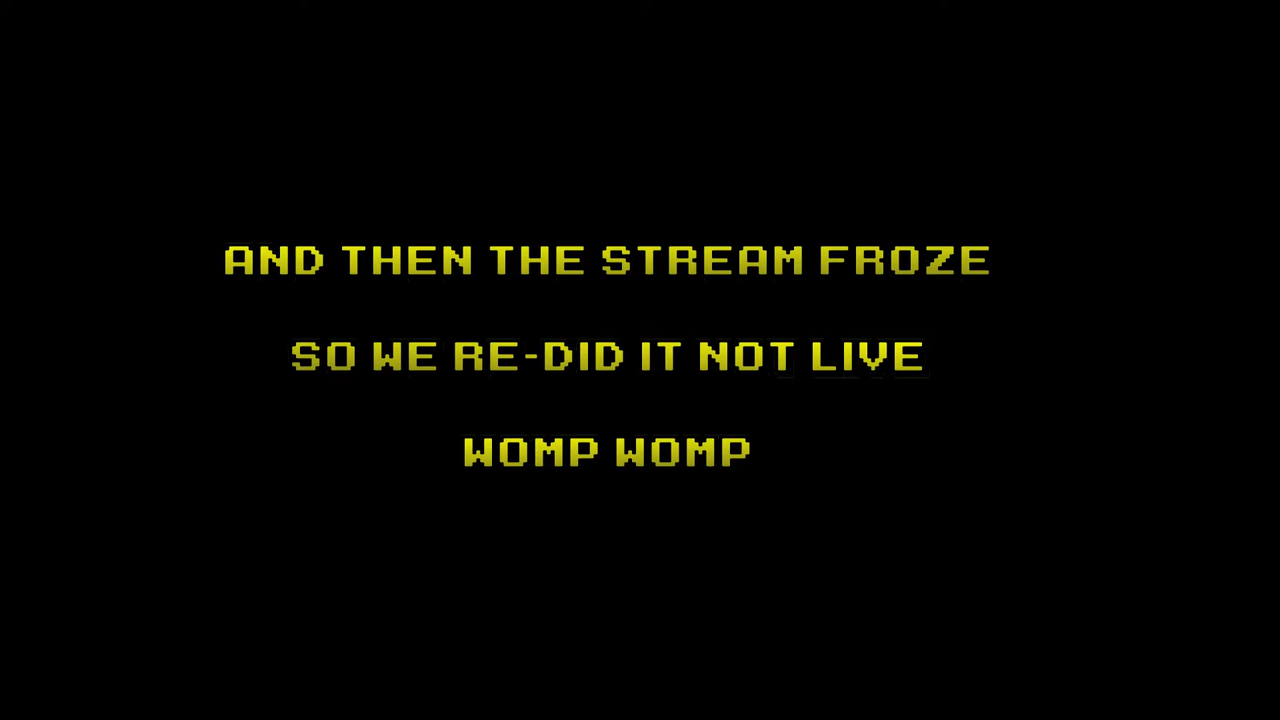 AND THEN THE STREAM FROZE
SO WE RE-DID IT NOT LIVE
WOMP WOMP